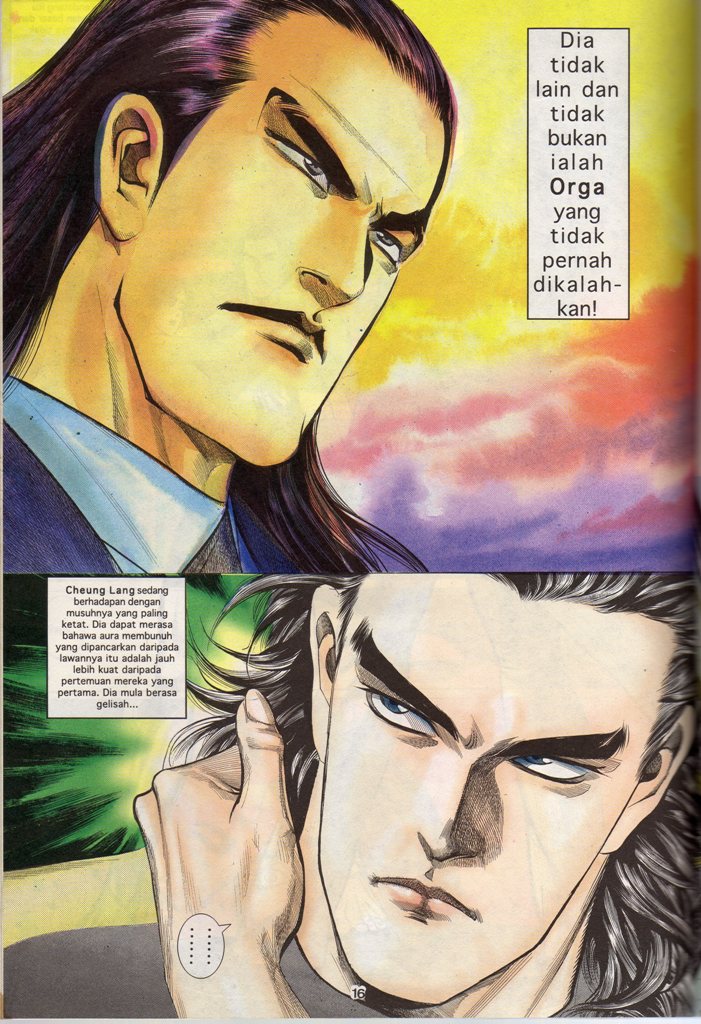 Dia
tidak
lain dan
tidak
bukan
ialah
Orga
yang
tidak
pernah
dikalah-
kan!
Cheung Lang sedang
berhadapan dengan
musuhnya yang paling
ketat. Dia dapat merasa
bahawa aura membunuh
yang dipancarkan daripada
lawannya itu adalah jauh
lebih kuat daripada
pertemuan mereka yang
pertama. Dia mula berasa
gelisah...
............
16